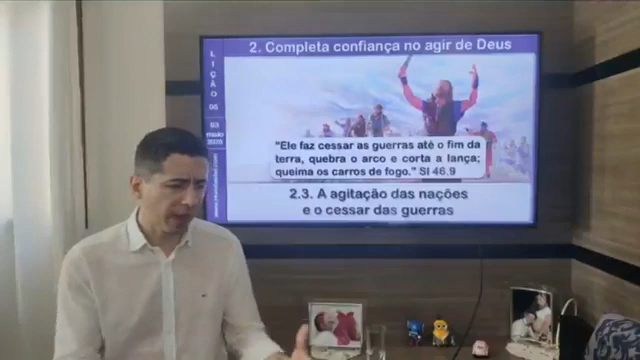 2. Completa confiança no agir de Deus
LIÇÃO
05
03
maio
"Ele faz cessar as guerras até o fim da
terra, quebra o arco e corta a lança;
queima os carros de fogo." Sl 46.9
2.3. A agitação das nações
e o cessar das guerras